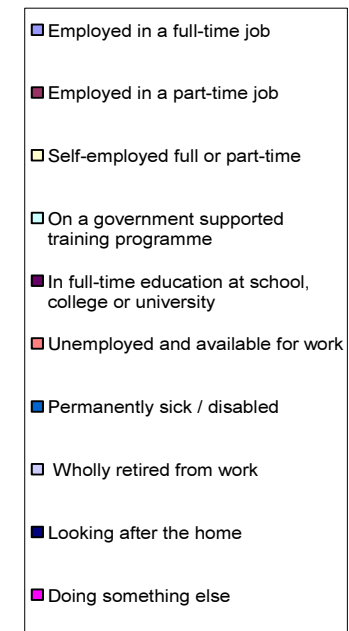 Employed in a full-time job
Employed in a part-time job
Self-employed full or part-time
On a government supported
training programme
In full-time education at school,
college or university
Unemployed and available for work
Permanently sick / disabled
Wholly retired from work
Looking after the home
Doing something else